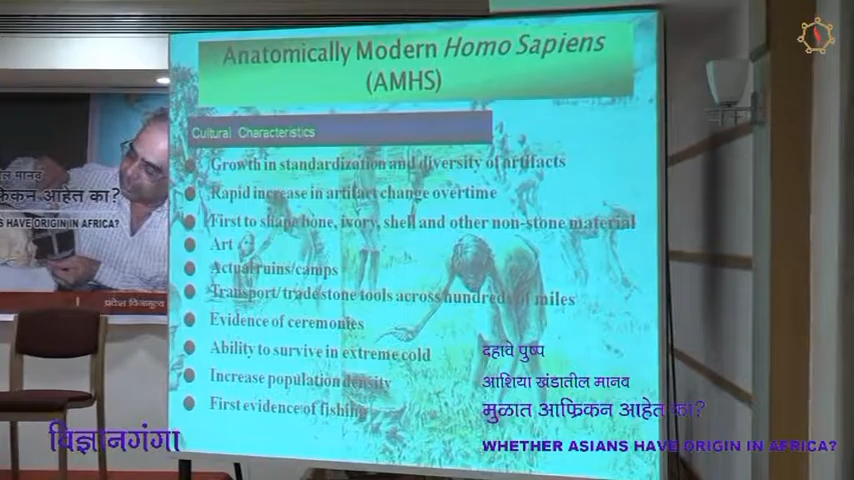 Anatomically Modern Homo Sapiens
(AMHS)
Cultural Characteristics
Growth in standardization and diversity of artifacts
Rapid increase in artifact change overtime
First to shape bone, ivory, shell and other non-stone material
Art
Actual ruins/camps
Transport/trade stone tools across hundreds of miles
Evidence of ceremonies
Ability to survive in extreme cold
Increase population density
First evidence of fishing
आहेत का?
HAVE ORIGIN IN AFRICA?
दहावे पुष्प
आशिया खंडातील मानव
मुळात आफ्रिकन आहेत का?
WHETHER ASIANS HAVE ORIGIN IN AFRICA?
विज्ञानगंगा